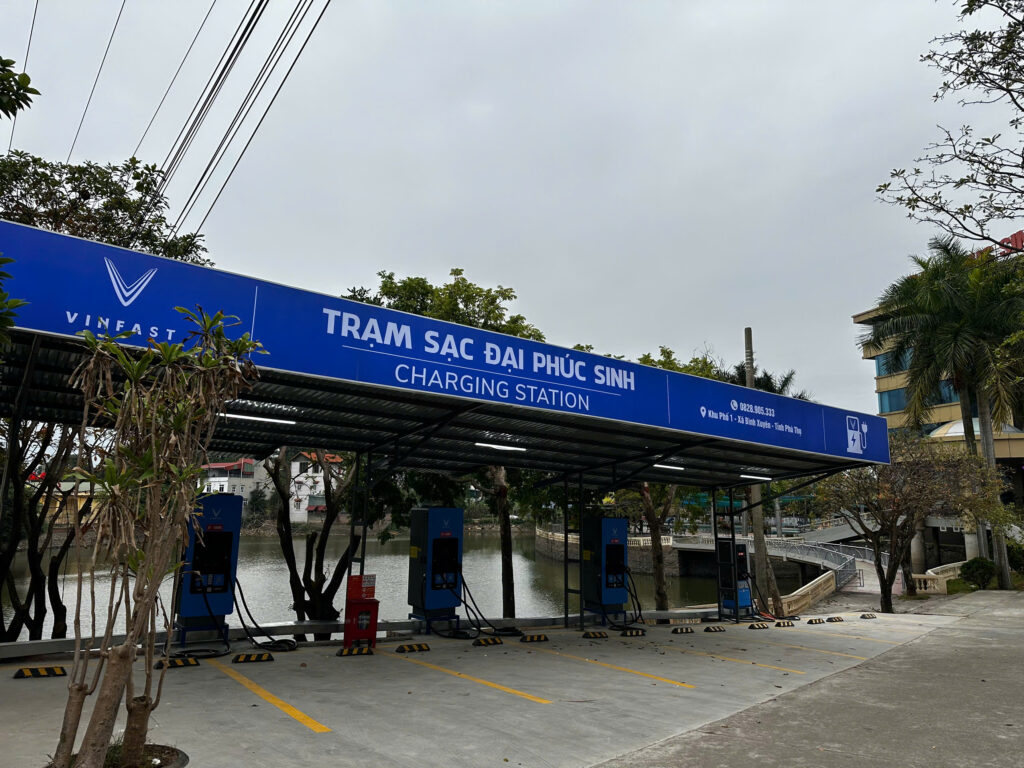 VINFAST
TRẠM SẠC ĐẠI PHÚC SINH
CHARGING STATION
0828.905.333
Khu Phố 1 - Xã Bình Xuyên - Tỉnh Phú Thọ